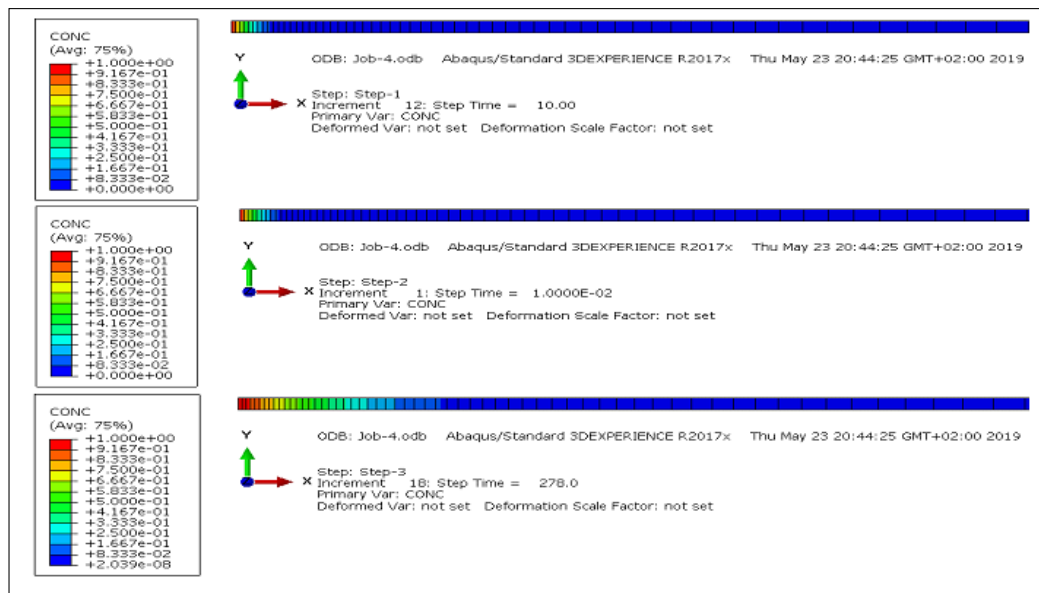 CONC
(Avg: 75%)
+1.000e+00
+9.167e-01
+8.333e-01
+7.500e-01
+6.667e-01
+5.833e-01
+5.000e-01
+4.167e-01
+3.333e-01
+2.500e-01
+1.667e-01
+8.333e-02
+0.000e+00
Y
X
ODB: Job-4.odb Abaqus/Standard 3DEXPERIENCE R2017x Thu May 23 20:44:25 GMT+02:00 2019
Step: Step-1
Increment 12: Step Time = 10.00
Primary Var: CONC
Deformed Var: not set Deformation Scale Factor: not set
CONC
(Avg: 75%)
+1.000e+00
+9.167e-01
+8.333e-01
+7.500e-01
+6.667e-01
+5.833e-01
+5.000e-01
+4.167e-01
+3.333e-01
+2.500e-01
+1.667e-01
+8.333e-02
+0.000e+00
Y
X
ODB: Job-4.odb Abaqus/Standard 3DEXPERIENCE R2017x Thu May 23 20:44:25 GMT+02:00 2019
Step: Step-2
Increment 1: Step Time = 1.0000E-02
Primary Var: CONC
Deformed Var: not set Deformation Scale Factor: not set
CONC
(Avg: 75%)
+1.000e+00
+9.167e-01
+8.333e-01
+7.500e-01
+6.667e-01
+5.833e-01
+5.000e-01
+4.167e-01
+3.333e-01
+2.500e-01
+1.667e-01
+8.333e-02
+2.039e-08
Y
X
ODB: Job-4.odb Abaqus/Standard 3DEXPERIENCE R2017x Thu May 23 20:44:25 GMT+02:00 2019
Step: Step-3
Increment 18: Step Time = 278.0
Primary Var: CONC
Deformed Var: not set Deformation Scale Factor: not set